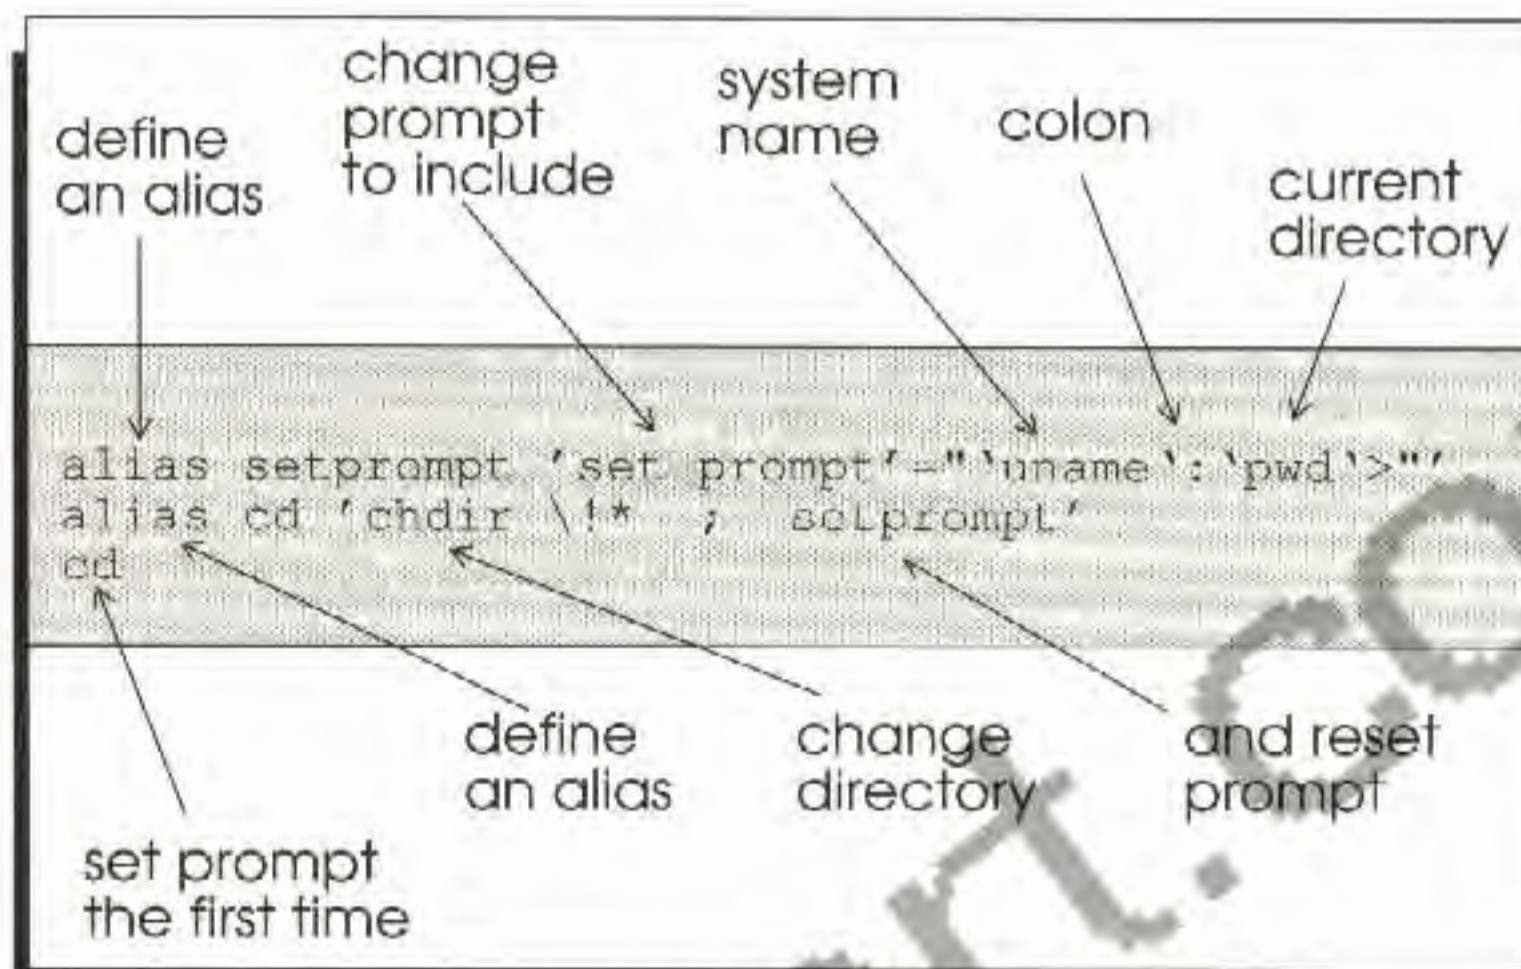 define
an alias
change
prompt
to include
system
name
colon
current
directory
alias setprompt 'set prompt'="`uname`:`pwd`>"'
alias cd 'chdir \!* ; setprompt'
cd
define
an alias
change
directory
and reset
prompt
set prompt
the first time